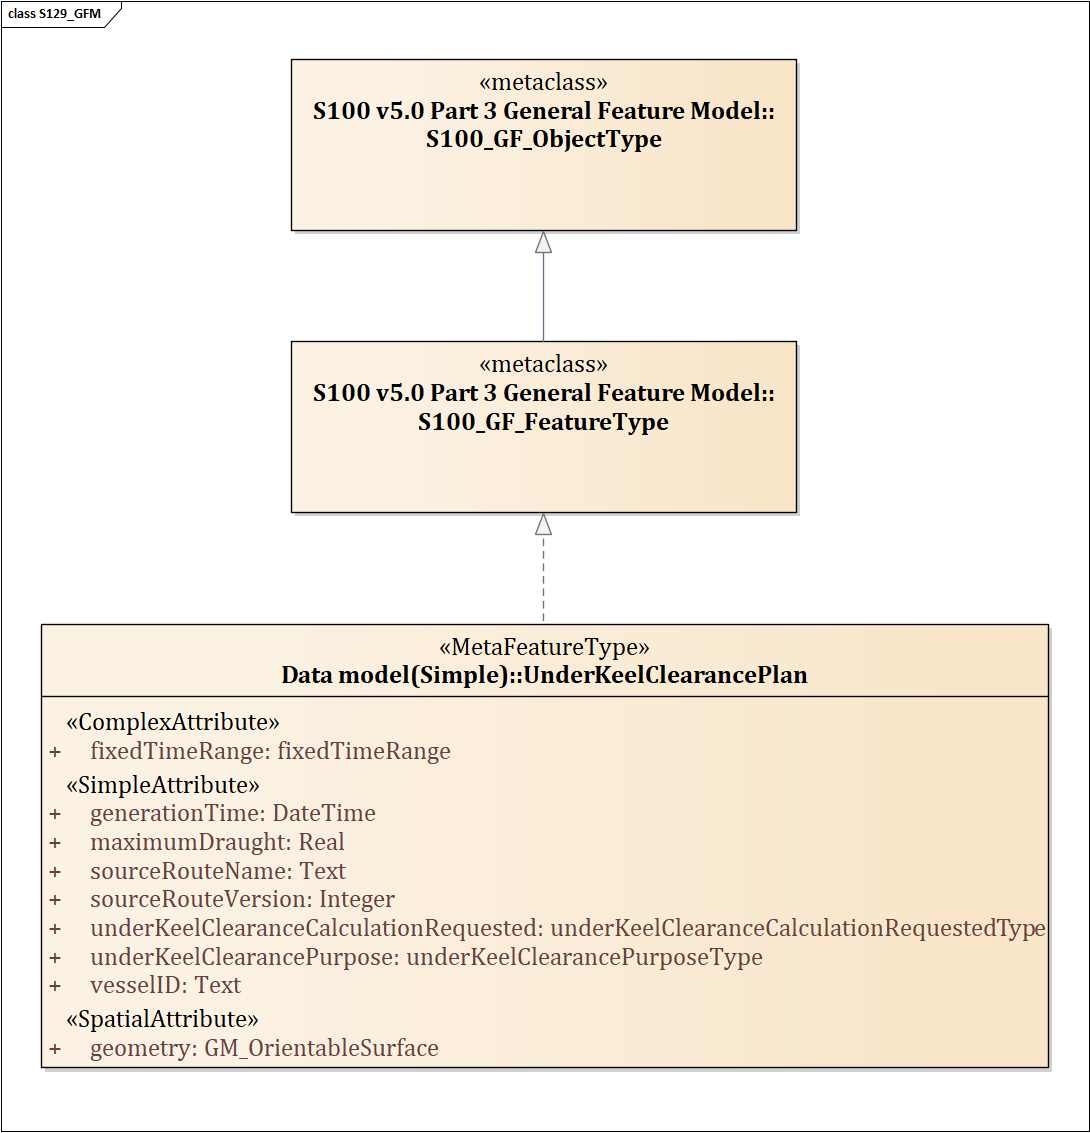 class S129_GFM
«metaclass»
S100 v5.0 Part 3 General Feature Model::
S100_GF_ObjectType
«metaclass»
S100 v5.0 Part 3 General Feature Model::
S100_GF_FeatureType
«MetaFeatureType»
Data model(Simple)::UnderKeelClearancePlan
«ComplexAttribute»
+ fixedTimeRange: fixedTimeRange
«SimpleAttribute»
+ generationTime: DateTime
+ maximumDraught: Real
+ sourceRouteName: Text
+ sourceRouteVersion: Integer
+ underKeelClearanceCalculationRequested: underKeelClearanceCalculationRequestedType
+ underKeelClearancePurpose: underKeelClearancePurposeType
+ vesselID: Text
«SpatialAttribute»
+ geometry: GM_OrientableSurface